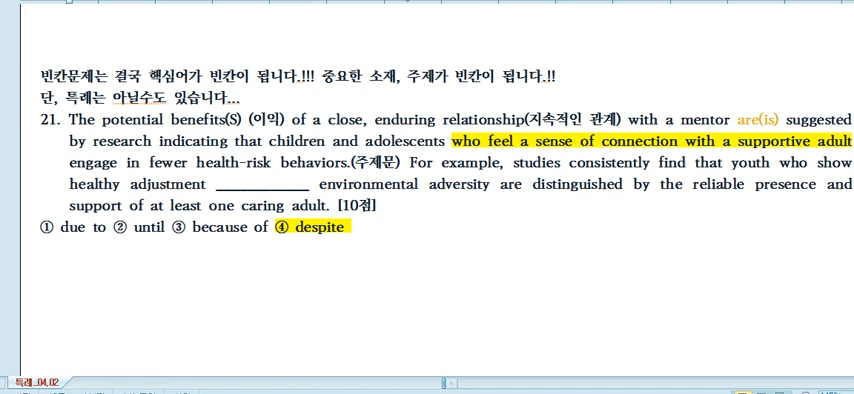 빈칸문제는 결국 핵심어가 빈칸이 됩니다.!!! 중요한 소재, 주제가 빈칸이 됩니다.!!
단, 특례는 아닐수도 있습니다...
21. The potential benefits(S) (이익) of a close, enduring relationship(지속적인 관계) with a mentor are(is) suggested
by research indicating that children and adolescents who feel a sense of connection with a supportive adult
engage in fewer health-risk behaviors.(주제문) For example, studies consistently find that youth who show
healthy adjustment ____________ environmental adversity are distinguished by the reliable presence and
support of at least one caring adult. [10점]
① due to ② until ③ because of ④ despite
특례_04.02